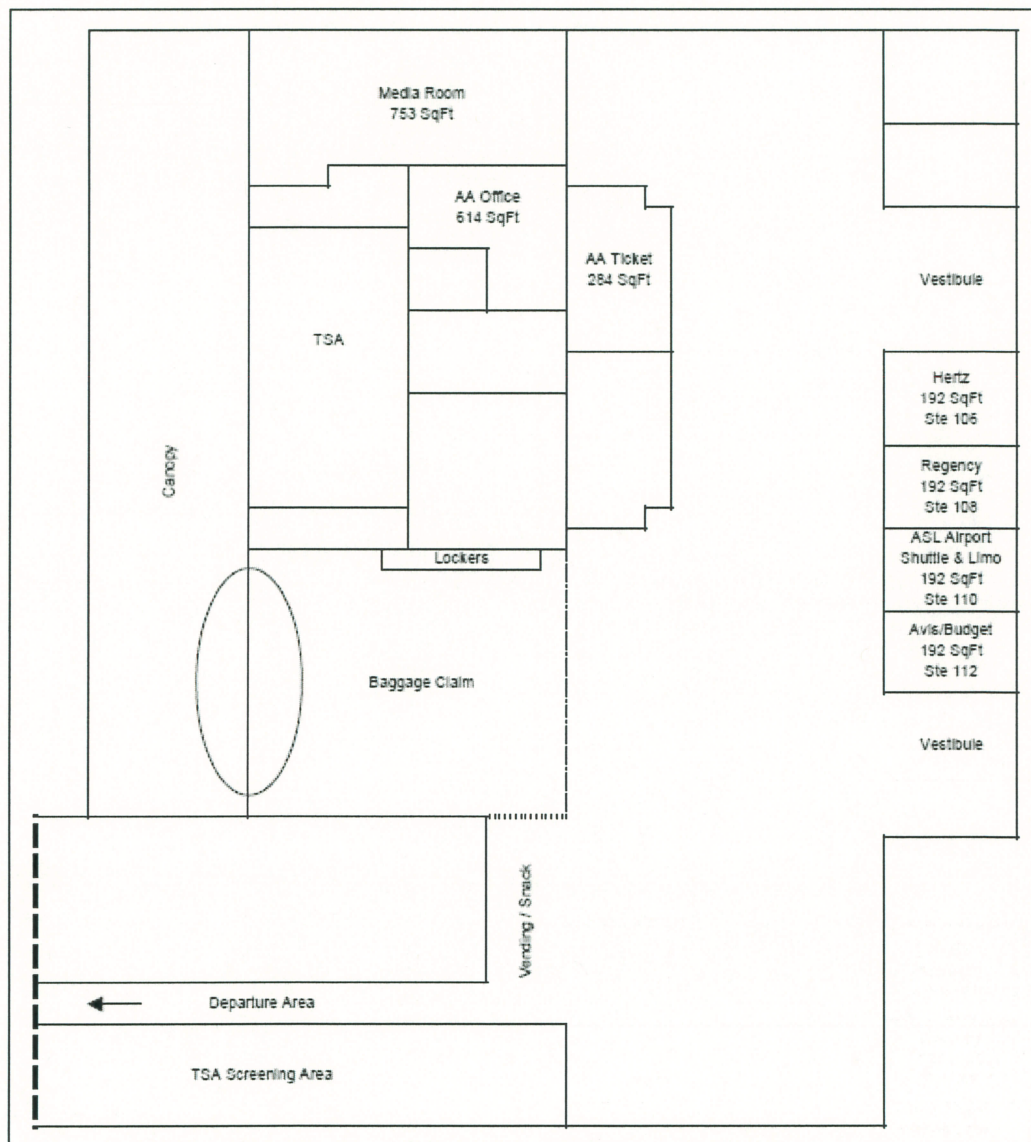 Media Room
753 SqFt
AA Office
614 SqFt
AA Ticket
284 SqFt
Vestibule
TSA
Hertz
192 SqFt
Ste 106
Canopy
Regency
192 SqFt
Ste 108
ASL Airport
Shuttle & Limo
192 SqFt
Ste 110
Lockers
Avis/Budget
192 SqFt
Ste 112
Baggage Claim
Vestibule
Vending / Snack
Departure Area
TSA Screening Area